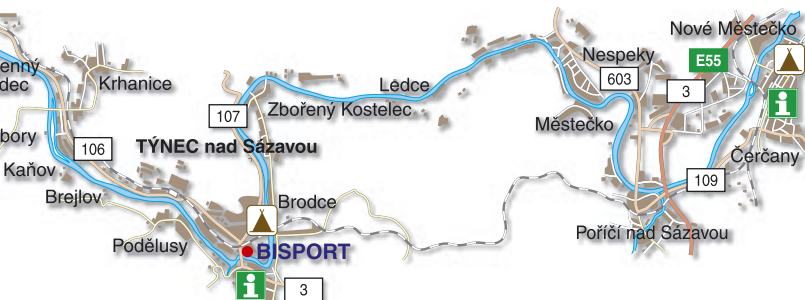 Nové Městečko
Nespeky
E55
enný
dec
Krhanice
603
Ledce
3
107
Zbořený Kostelec
i
Městečko
bory
106
TÝNEC nad Sázavou
Čerčany
Kaňov
109
Brejlov
Brodce
Poříčí nad Sázavou
Podělusy
BISPORT
i
3